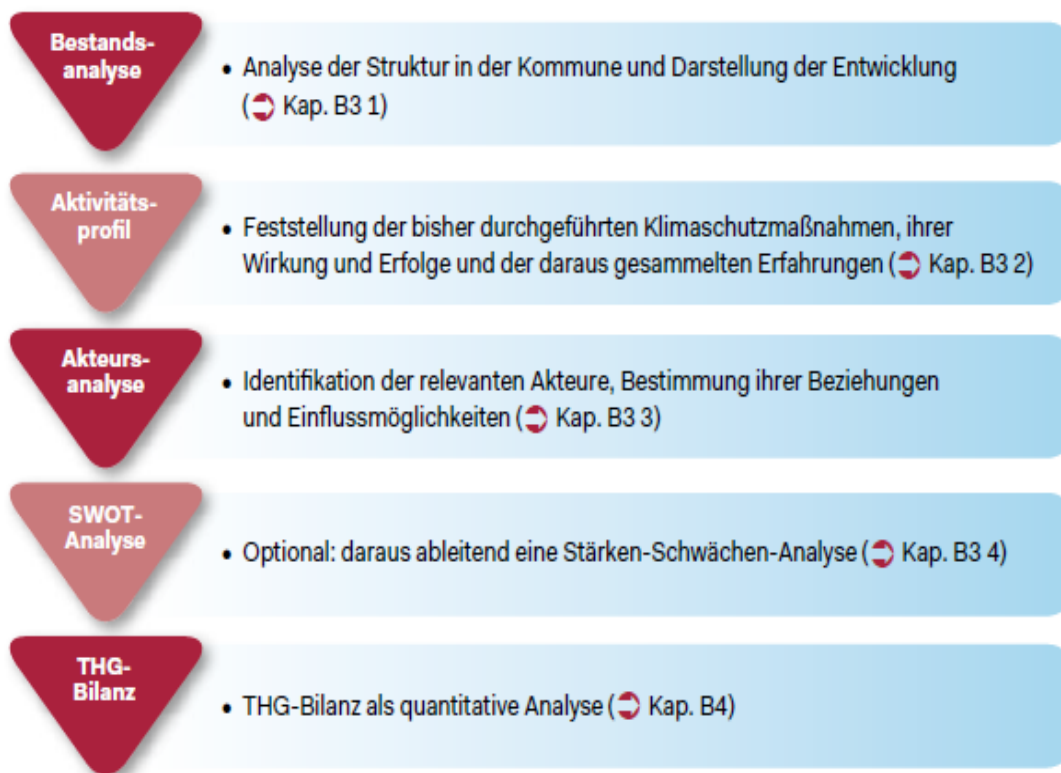 Bestands-
analyse
• Analyse der Struktur in der Kommune und Darstellung der Entwicklung
(➲ Kap. B3 1)
Aktivitäts-
profil
• Feststellung der bisher durchgeführten Klimaschutzmaßnahmen, ihrer
Wirkung und Erfolge und der daraus gesammelten Erfahrungen (➲ Kap. B3 2)
Akteurs-
analyse
• Identifikation der relevanten Akteure, Bestimmung ihrer Beziehungen
und Einflussmöglichkeiten (➲ Kap. B3 3)
SWOT-
Analyse
• Optional: daraus ableitend eine Stärken-Schwächen-Analyse (➲ Kap. B3 4)
THG-
Bilanz
• THG-Bilanz als quantitative Analyse (➲ Kap. B4)